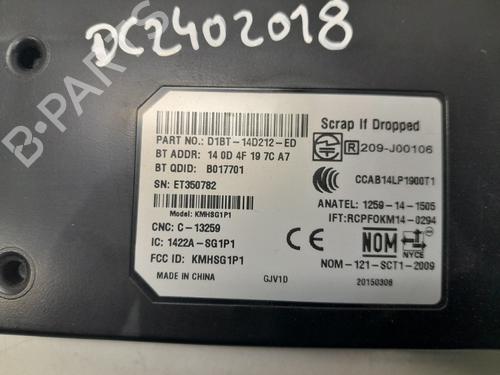 DC2402018
B-PARTS
Scrap If Dropped
PART NO.: D1BT-14D212-ED
BT ADDR: 14 0D 4F 19 7C A7
BT QDID: B017701
SN: ET350782
Model: KMHSG1P1
CNC: C-13259
IC: 1422A-SG1P1
FCC ID: KMHSG1P1
MADE IN CHINA
GJV1D
R 209-J00106
CCAB14LP1900T1
ANATEL: 1259-14-1505
IFT:RCPFOKM14-0294
CE
NOM
NYCE
NOM-121-SCT1-2009
20150308